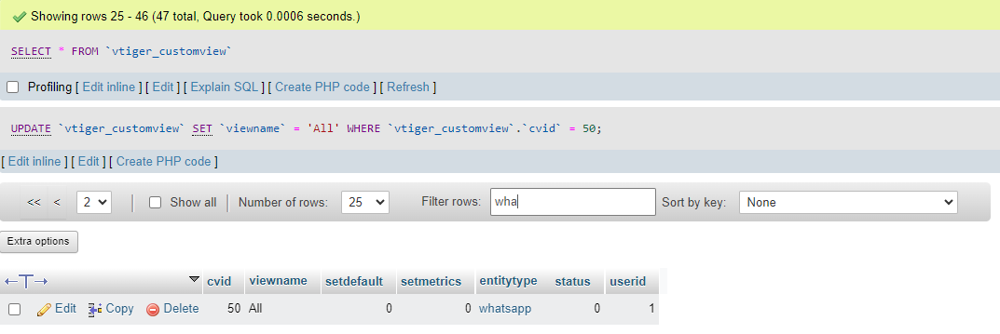 Showing rows 25 - 46 (47 total, Query took 0.0006 seconds.)
SELECT * FROM `vtiger_customview`
Profiling [ Edit inline ] [ Edit ] [ Explain SQL ] [ Create PHP code ] [ Refresh ]
UPDATE `vtiger_customview` SET `viewname` = 'All' WHERE `vtiger_customview`.`cvid` = 50;
[ Edit inline ] [ Edit ] [ Create PHP code ]
<< < 2 Show all Number of rows: 25 Filter rows: wha Sort by key: None
Extra options
cvid viewname setdefault setmetrics entitytype status userid
Edit Copy Delete 50 All 0 0 whatsapp 0 1